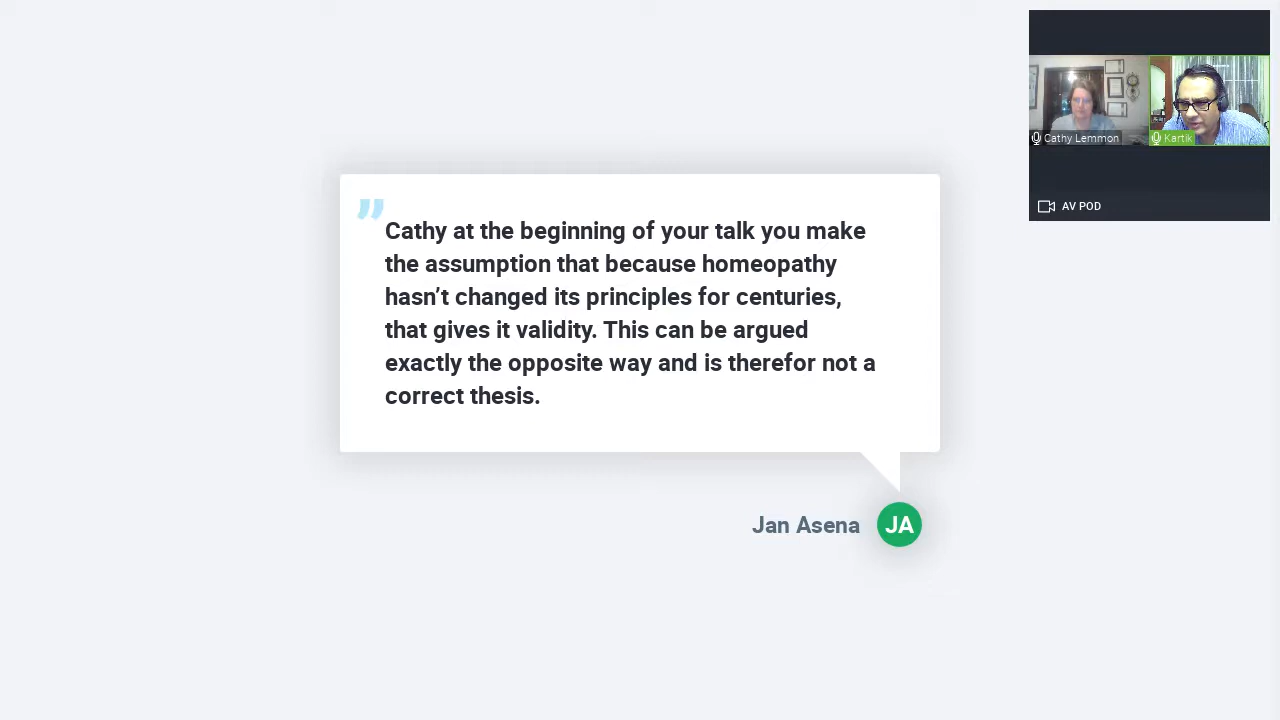 Cathy Lemmon
Kartik
AV POD
”
Cathy at the beginning of your talk you make
the assumption that because homeopathy
hasn’t changed its principles for centuries,
that gives it validity. This can be argued
exactly the opposite way and is therefor not a
correct thesis.
Jan Asena
JA